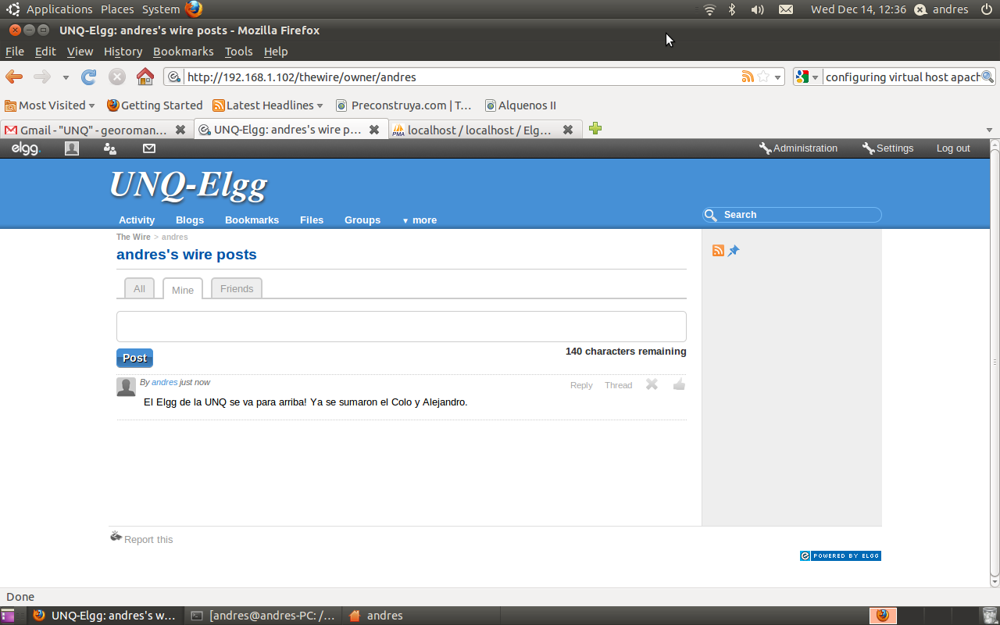 Applications Places System Wed Dec 14, 12:36 andres
UNQ-Elgg: andres's wire posts - Mozilla Firefox
File Edit View History Bookmarks Tools Help
http://192.168.1.102/thewire/owner/andres configuring virtual host apach
Most Visited Getting Started Latest Headlines Preconstruya.com | T... Alquenos II
Gmail - "UNQ" - georoman... UNQ-Elgg: andres's wire p... PMA localhost / localhost / Elg...
elgg. Administration Settings Log out
UNQ-Elgg
Activity Blogs Bookmarks Files Groups ▼ more Search
The Wire > andres
andres's wire posts
All Mine Friends
140 characters remaining
Post
By andres just now Reply Thread
El Elgg de la UNQ se va para arriba! Ya se sumaron el Colo y Alejandro.
Report this
POWERED BY ELGG
Done
UNQ-Elgg: andres's w... [andres@andres-PC: /... andres